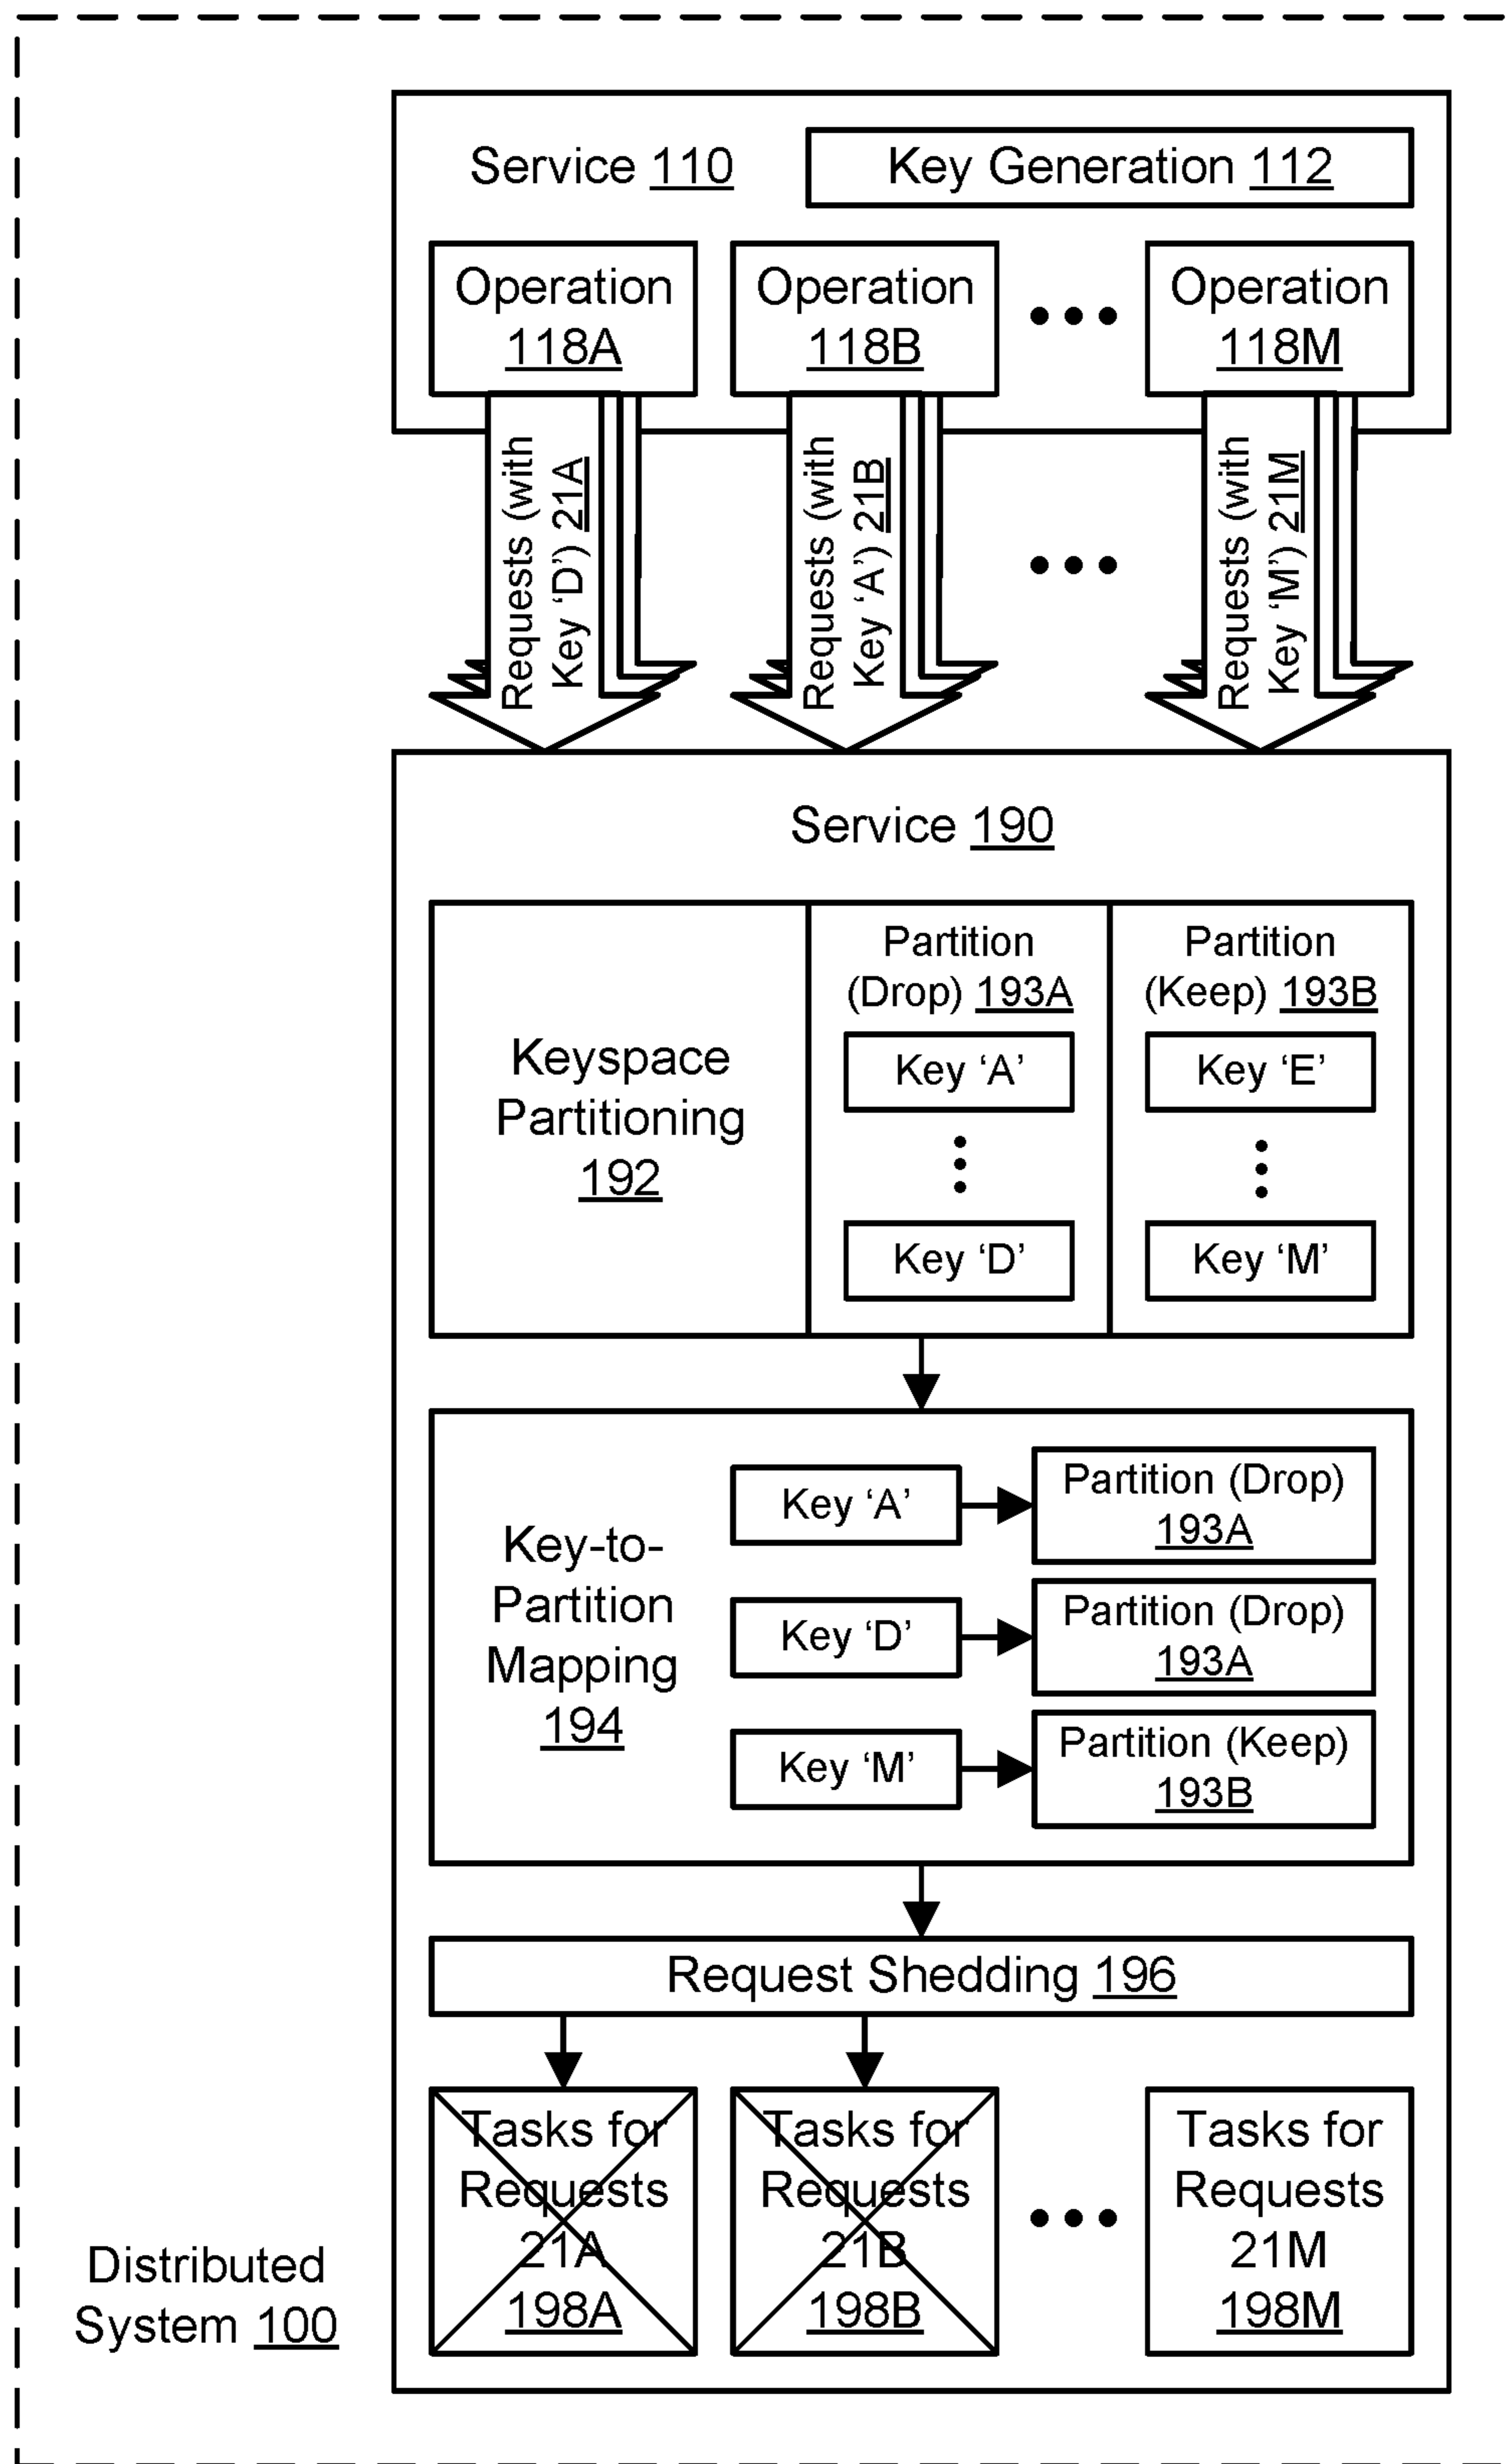 Service 110
Key Generation 112
Operation
118A
Operation
118B
Operation
118M
Requests (with
Key ‘D’) 21A
Requests (with
Key ‘A’) 21B
Requests (with
Key ‘M’) 21M
Service 190
Keyspace
Partitioning
192
Partition
(Drop) 193A
Key ‘A’
Key ‘D’
Partition
(Keep) 193B
Key ‘E’
Key ‘M’
Key-to-
Partition
Mapping
194
Key ‘A’
Partition (Drop)
193A
Key ‘D’
Partition (Drop)
193A
Key ‘M’
Partition (Keep)
193B
Request Shedding 196
Tasks for
Requests
21A
198A
Tasks for
Requests
21B
198B
Tasks for
Requests
21M
198M
Distributed
System 100